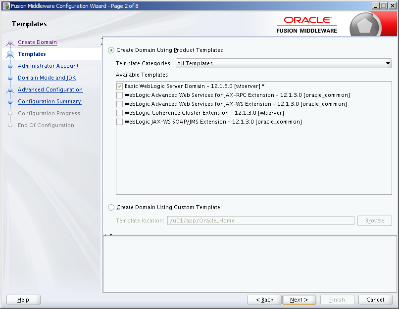 Fusion Middleware Configuration Wizard - Page 2 of 8
Templates
ORACLE
FUSION MIDDLEWARE
Create Domain
Templates
Administrator Account
Domain Mode and JDK
Advanced Configuration
Configuration Summary
Configuration Progress
End Of Configuration
Create Domain Using Product Templates:
Template Categories: All Templates
Available Templates
Basic WebLogic Server Domain - 12.1.3.0 [wlserver] *
WebLogic Advanced Web Services for JAX-RPC Extension - 12.1.3.0 [oracle_common]
WebLogic Advanced Web Services for JAX-WS Extension - 12.1.3.0 [oracle_common]
WebLogic Coherence Cluster Extension - 12.1.3.0 [wlserver]
WebLogic JAX-WS SOAP/JMS Extension - 12.1.3.0 [oracle_common]
Create Domain Using Custom Template:
Template location: /u01/app/Oracle_Home
Browse
Help
< Back
Next >
Finish
Cancel